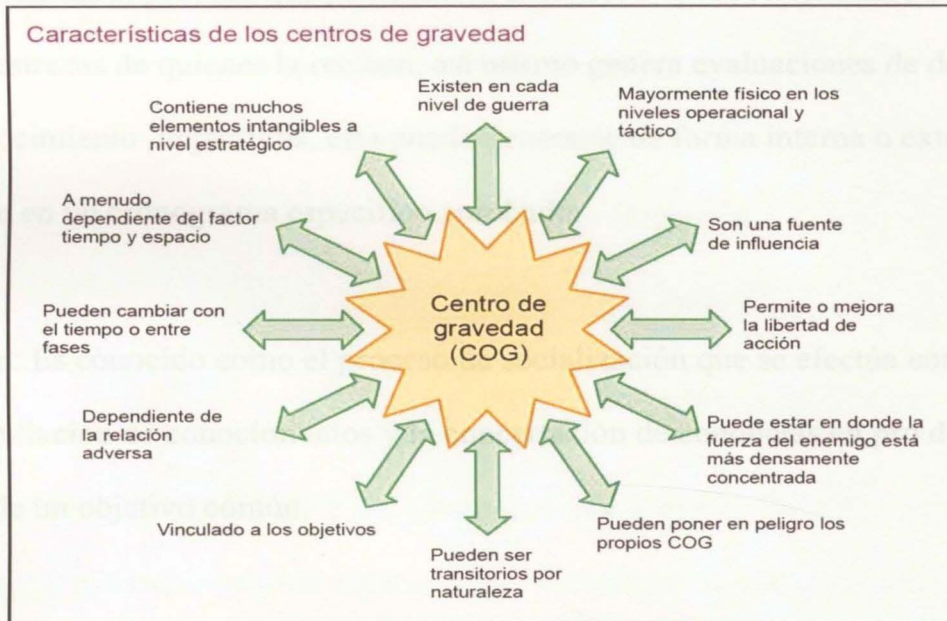 Características de los centros de gravedad
Existen en cada
nivel de guerra
Mayormente físico en los
niveles operacional y
táctico
Son una fuente
de influencia
Permite o mejora
la libertad de
acción
Puede estar en donde la
fuerza del enemigo está
más densamente
concentrada
Pueden poner en peligro los
propios COG
Pueden ser
transitorios por
naturaleza
Vinculado a los objetivos
Dependiente de
la relación
adversa
Pueden cambiar con
el tiempo o entre
fases
A menudo
dependiente del factor
tiempo y espacio
Contiene muchos
elementos intangibles a
nivel estratégico
Centro de
gravedad
(COG)
de un objetivo común.